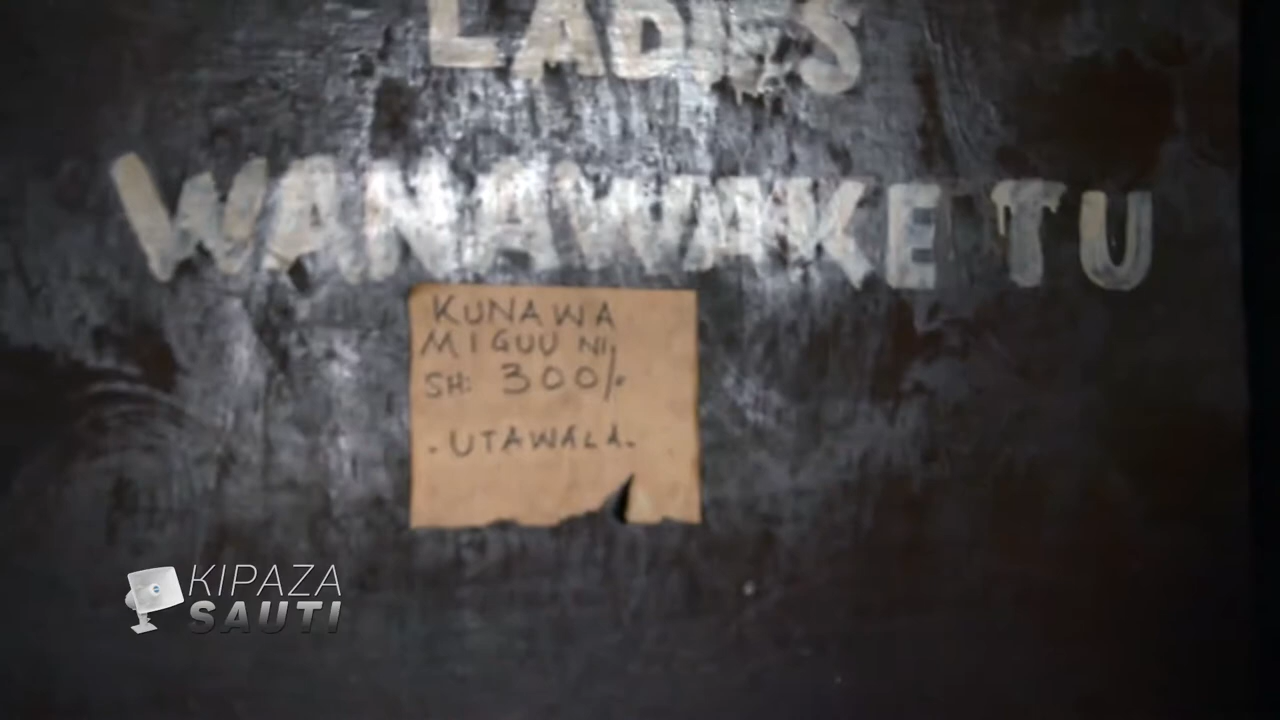 LADIES
WANAWAKE TU
KUNAWA
MIGUU NI
SH: 300/-
-UTAWALA-
KIPAZA
SAUTI